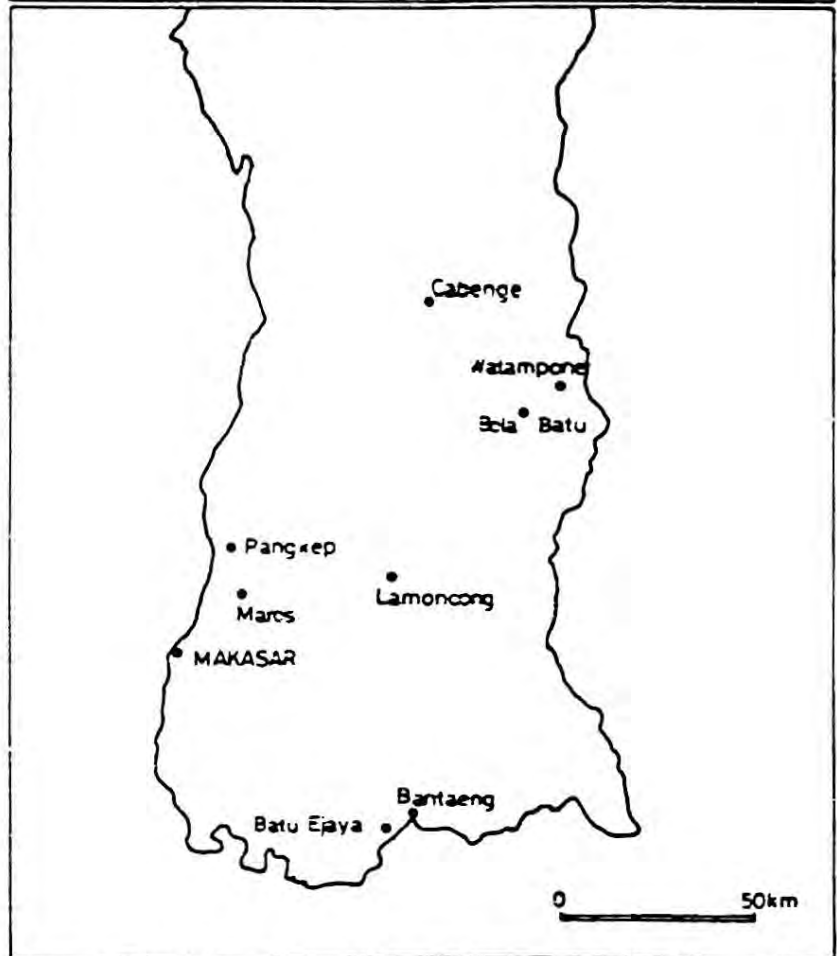 Cabenge
Watampone
Bola Batu
Pangkep
Lamoncong
Maros
MAKASAR
Bantaeng
Batu Ejaya
0 50km